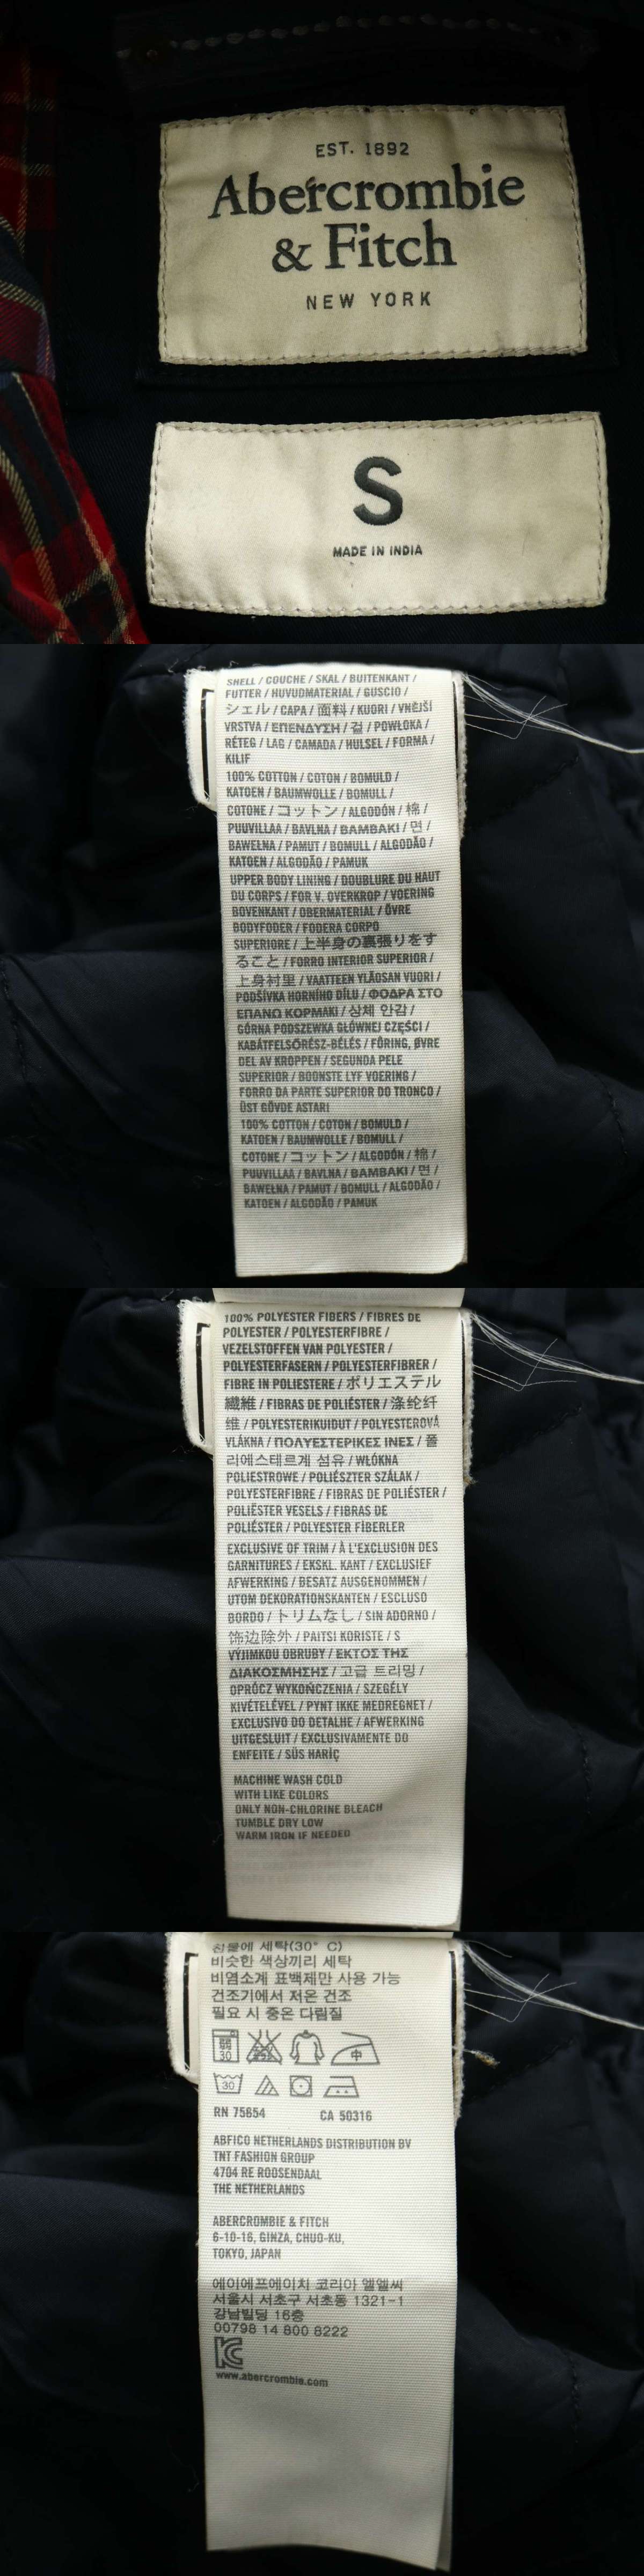 EST. 1892
Abercrombie
& Fitch
NEW YORK
S
MADE IN INDIA
SHELL / COUCHE / SKAL / BUITENKANT /
FUTTER / HUVUDMATERIAL / GUSCIO /
シェル / CAPA / 面料 / KUORI / VNĚJŠÍ
VRSTVA / ΕΠΕΝΔΥΣΗ / 겉 / POWŁOKA /
RÉTEG / LAG / CAMADA / HULSEL / FORMA /
KILIF
100% COTTON / COTON / BOMULD /
KATOEN / BAUMWOLLE / BOMULL /
COTONE / コットン / ALGODÓN / 棉 /
PUUVILLAA / BAVLNA / BAMBAKI / 면 /
BAWEŁNA / PAMUT / BOMULL / ALGODÃO /
KATOEN / ALGODÃO / PAMUK
UPPER BODY LINING / DOUBLURE DU HAUT
DU CORPS / FOR V. OVERKROP / VOERING
BOVENKANT / OBERMATERIAL / ÖVRE
BODYFODER / FODERA CORPO
SUPERIORE / 上半身の裏張りをす
ること / FORRO INTERIOR SUPERIOR /
上身衬里 / VAATTEEN YLÄOSAN VUORI /
PODŠÍVKA HORNÍHO DÍLU / ΦΟΔΡΑ ΣΤΟ
ΕΠΑΝΩ ΚΟΡΜΑΚΙ / 상체 안감 /
GÓRNA PODSZEWKA GŁÓWNEJ CZĘŚCI /
KABÁTFELSŐRÉSZ-BÉLÉS / FÔRING, ØVRE
DEL AV KROPPEN / SEGUNDA PELE
SUPERIOR / BOONSTE LYF VOERING /
FORRO DA PARTE SUPERIOR DO TRONCO /
ÜST GÖVDE ASTARI
100% COTTON / COTON / BOMULD /
KATOEN / BAUMWOLLE / BOMULL /
COTONE / コットン / ALGODÓN / 棉 /
PUUVILLAA / BAVLNA / BAMBAKI / 면 /
BAWEŁNA / PAMUT / BOMULL / ALGODÃO /
KATOEN / ALGODÃO / PAMUK
100% POLYESTER FIBERS / FIBRES DE
POLYESTER / POLYESTERFIBRE /
VEZELSTOFFEN VAN POLYESTER /
POLYESTERFASERN / POLYESTERFIBRER /
FIBRE IN POLIESTERE / ポリエステル
繊維 / FIBRAS DE POLIÉSTER / 涤纶纤
维 / POLYESTERIKUIDUT / POLYESTEROVÁ
VLÁKNA / ΠΟΛΥΕΣΤΕΡΙΚΕΣ ΙΝΕΣ / 폴
리에스테르계 섬유 / WŁÓKNA
POLIESTROWE / POLIÉSZTER SZÁLAK /
POLYESTERFIBRE / FIBRAS DE POLIÉSTER /
POLIËSTER VESELS / FIBRAS DE
POLIÉSTER / POLYESTER FİBERLER
EXCLUSIVE OF TRIM / À L'EXCLUSION DES
GARNITURES / EKSKL. KANT / EXCLUSIEF
AFWERKING / BESATZ AUSGENOMMEN /
UTOM DEKORATIONSKANTEN / ESCLUSO
BORDO / トリムなし / SIN ADORNO /
饰边除外 / PAITSI KORISTE / S
VÝJIMKOU OBRUBY / ΕΚΤΟΣ ΤΗΣ
ΔΙΑΚΟΣΜΗΣΗΣ / 고급 트리밍 /
OPRÓCZ WYKOŃCZENIA / SZEGÉLY
KIVÉTELÉVEL / PYNT IKKE MEDREGNET /
EXCLUSIVO DO DETALHE / AFWERKING
UITGESLUIT / EXCLUSIVAMENTE DO
ENFEITE / SÜS HARİÇ
MACHINE WASH COLD
WITH LIKE COLORS
ONLY NON-CHLORINE BLEACH
TUMBLE DRY LOW
WARM IRON IF NEEDED
찬물에 세탁(30° C)
비슷한 색상끼리 세탁
비염소계 표백제만 사용 가능
건조기에서 저온 건조
필요 시 중온 다림질
30 中
30
RN 75654 CA 50316
ABFICO NETHERLANDS DISTRIBUTION BV
TNT FASHION GROUP
4704 RE ROOSENDAAL
THE NETHERLANDS
ABERCROMBIE & FITCH
6-10-16, GINZA, CHUO-KU,
TOKYO, JAPAN
에이에프에이치 코리아 엘엘씨
서울시 서초구 서초동 1321-1
강남빌딩 16층
00798 14 800 8222
www.abercrombie.com